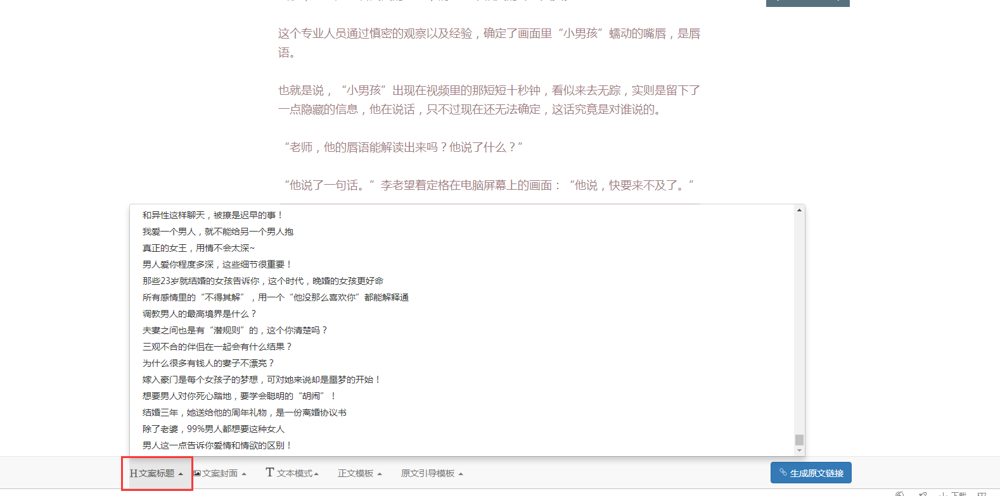 这个专业人员通过慎密的观察以及经验，确定了画面里“小男孩”蠕动的嘴唇，是唇
语。
也就是说，“小男孩”出现在视频里的那短短十秒钟，看似来去无踪，实则是留下了
一点隐藏的信息，他在说话，只不过现在还无法确定，这话究竟是对谁说的。
“老师，他的唇语能解读出来吗？他说了什么？”
“他说了一句话。”李老望着定格在电脑屏幕上的画面：“他说，快要来不及了。”
和异性这样聊天，被撩是迟早的事！
我爱一个男人，就不能给另一个男人抱
真正的女王，用情不会太深~
男人爱你程度多深，这些细节很重要！
那些23岁就结婚的女孩告诉你，这个时代，晚婚的女孩更好命
所有感情里的“不得其解”，用一个“他没那么喜欢你”都能解释通
调教男人的最高境界是什么？
夫妻之间也是有“潜规则”的，这个你清楚吗？
三观不合的伴侣在一起会有什么结果？
为什么很多有钱人的妻子不漂亮？
嫁入豪门是每个女孩子的梦想，可对她来说却是噩梦的开始！
想要男人对你死心踏地，要学会聪明的“胡闹”！
结婚三年，她送给他的周年礼物，是一份离婚协议书
除了老婆，99%男人都想要这种女人
男人这一点告诉你爱情和情欲的区别！
H文案标题 文案封面 T 文本模式 正文模板 原文引导模板 生成原文链接
下载